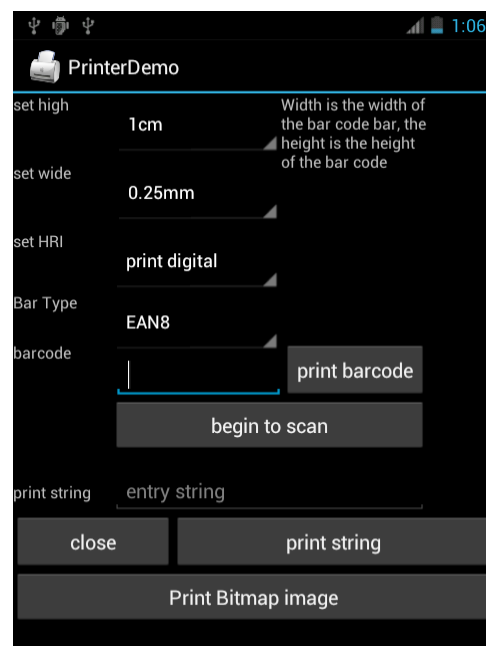 1:06
PrinterDemo
set high
1cm
Width is the width of
the bar code bar, the
height is the height
of the bar code
set wide
0.25mm
set HRI
print digital
Bar Type
EAN8
barcode
print barcode
begin to scan
print string
entry string
close
print string
Print Bitmap image